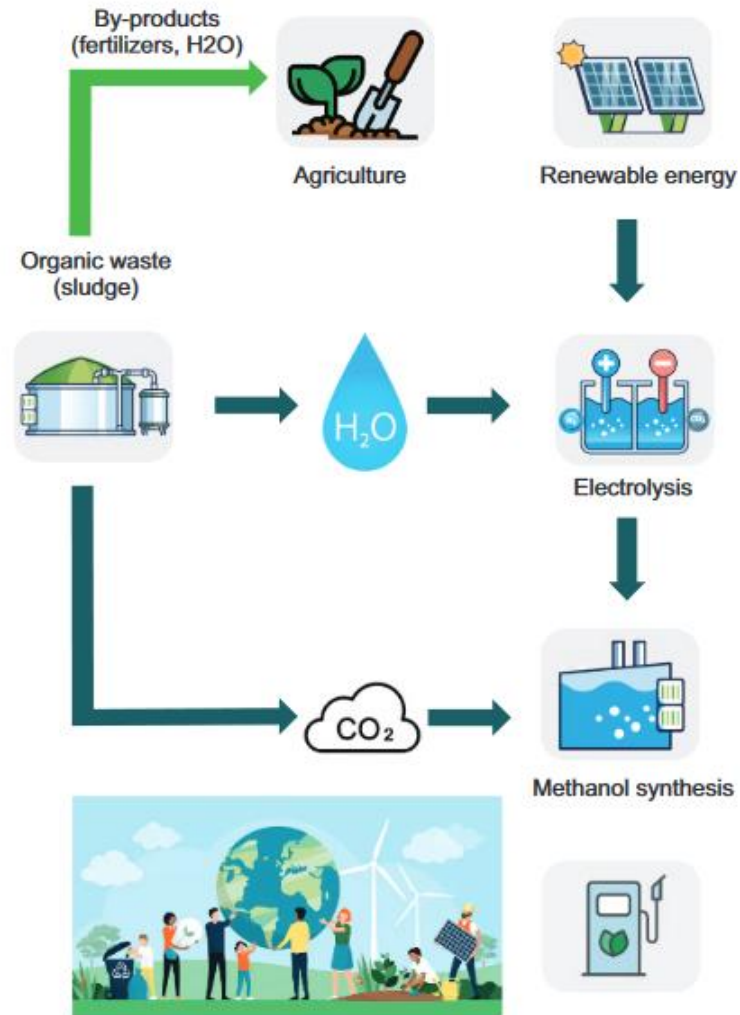 By-products
(fertilizers, H2O)
Agriculture
Renewable energy
Organic waste
(sludge)
H₂O
+
−
Electrolysis
CO₂
Methanol synthesis